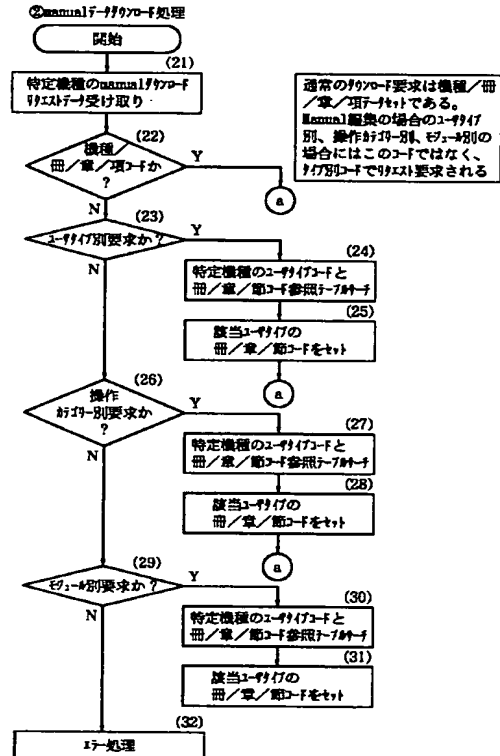 ②manualデータダウンロード処理
開始
(21)
特定機種のmanualダウンロード
リクエストデータ受け取り
通常のダウンロード要求は機種/冊
/章/項データセットである。
Manual編集の場合のユーザタイプ
別、操作カテゴリー別、モジュール別の
場合にはこのコードではなく、
タイプ別コードでリクエスト要求される
(22)
機種/
冊/章/項コードか
?
Y
a
N
(23)
ユーザタイプ別要求か?
Y
N
(24)
特定機種のユーザタイプコードと
冊/章/節コード参照テーブルサーチ
(25)
該当ユーザタイプの
冊/章/節コードをセット
a
(26)
操作
カテゴリー別要求か
?
Y
N
(27)
特定機種のユーザタイプコードと
冊/章/節コード参照テーブルサーチ
(28)
該当ユーザタイプの
冊/章/節コードをセット
a
(29)
モジュール別要求か?
Y
N
(30)
特定機種のユーザタイプコードと
冊/章/節コード参照テーブルサーチ
(31)
該当ユーザタイプの
冊/章/節コードをセット
(32)
エラー処理